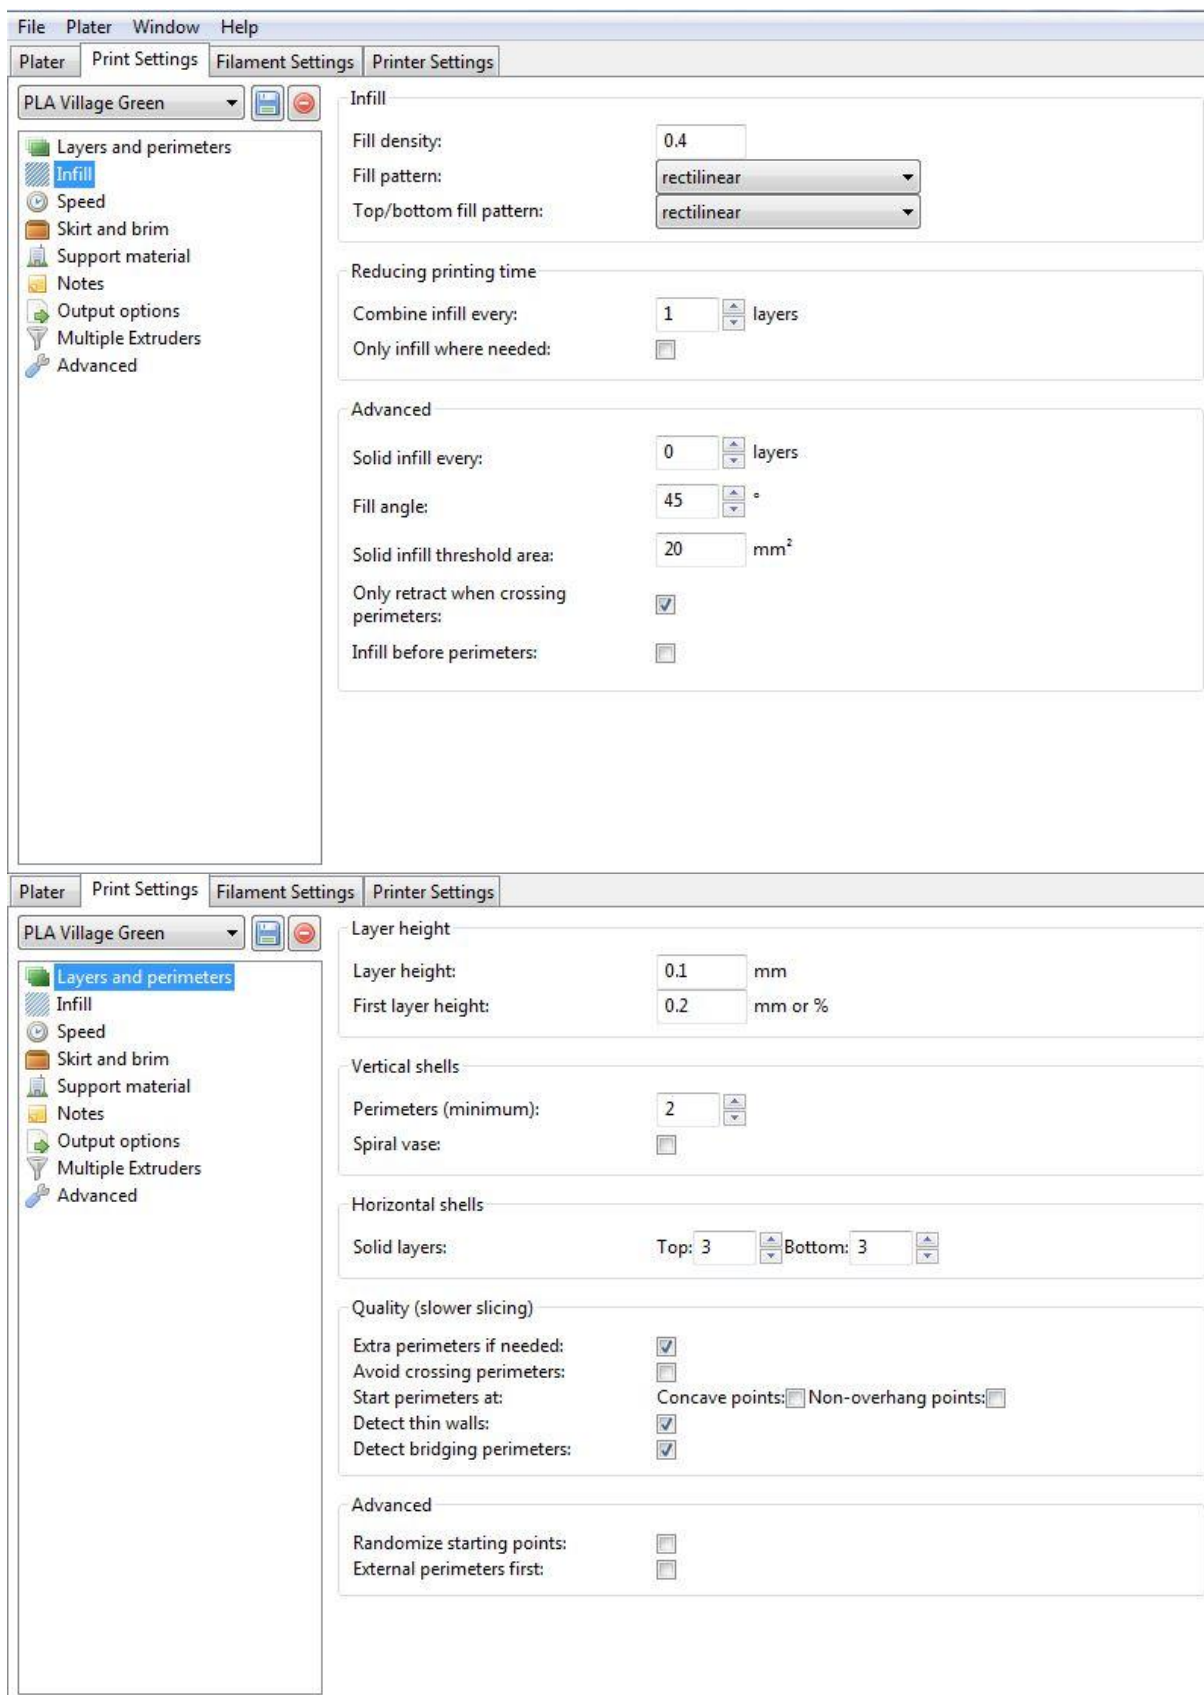 File Plater Window Help
Plater Print Settings Filament Settings Printer Settings
PLA Village Green
Layers and perimeters
Infill
Speed
Skirt and brim
Support material
Notes
Output options
Multiple Extruders
Advanced
Infill
Fill density: 0.4
Fill pattern: rectilinear
Top/bottom fill pattern: rectilinear
Reducing printing time
Combine infill every: 1 layers
Only infill where needed:
Advanced
Solid infill every: 0 layers
Fill angle: 45 °
Solid infill threshold area: 20 mm²
Only retract when crossing
perimeters:
Infill before perimeters:
Plater Print Settings Filament Settings Printer Settings
PLA Village Green
Layers and perimeters
Infill
Speed
Skirt and brim
Support material
Notes
Output options
Multiple Extruders
Advanced
Layer height
Layer height: 0.1 mm
First layer height: 0.2 mm or %
Vertical shells
Perimeters (minimum): 2
Spiral vase:
Horizontal shells
Solid layers: Top: 3 Bottom: 3
Quality (slower slicing)
Extra perimeters if needed:
Avoid crossing perimeters:
Start perimeters at: Concave points: Non-overhang points:
Detect thin walls:
Detect bridging perimeters:
Advanced
Randomize starting points:
External perimeters first: